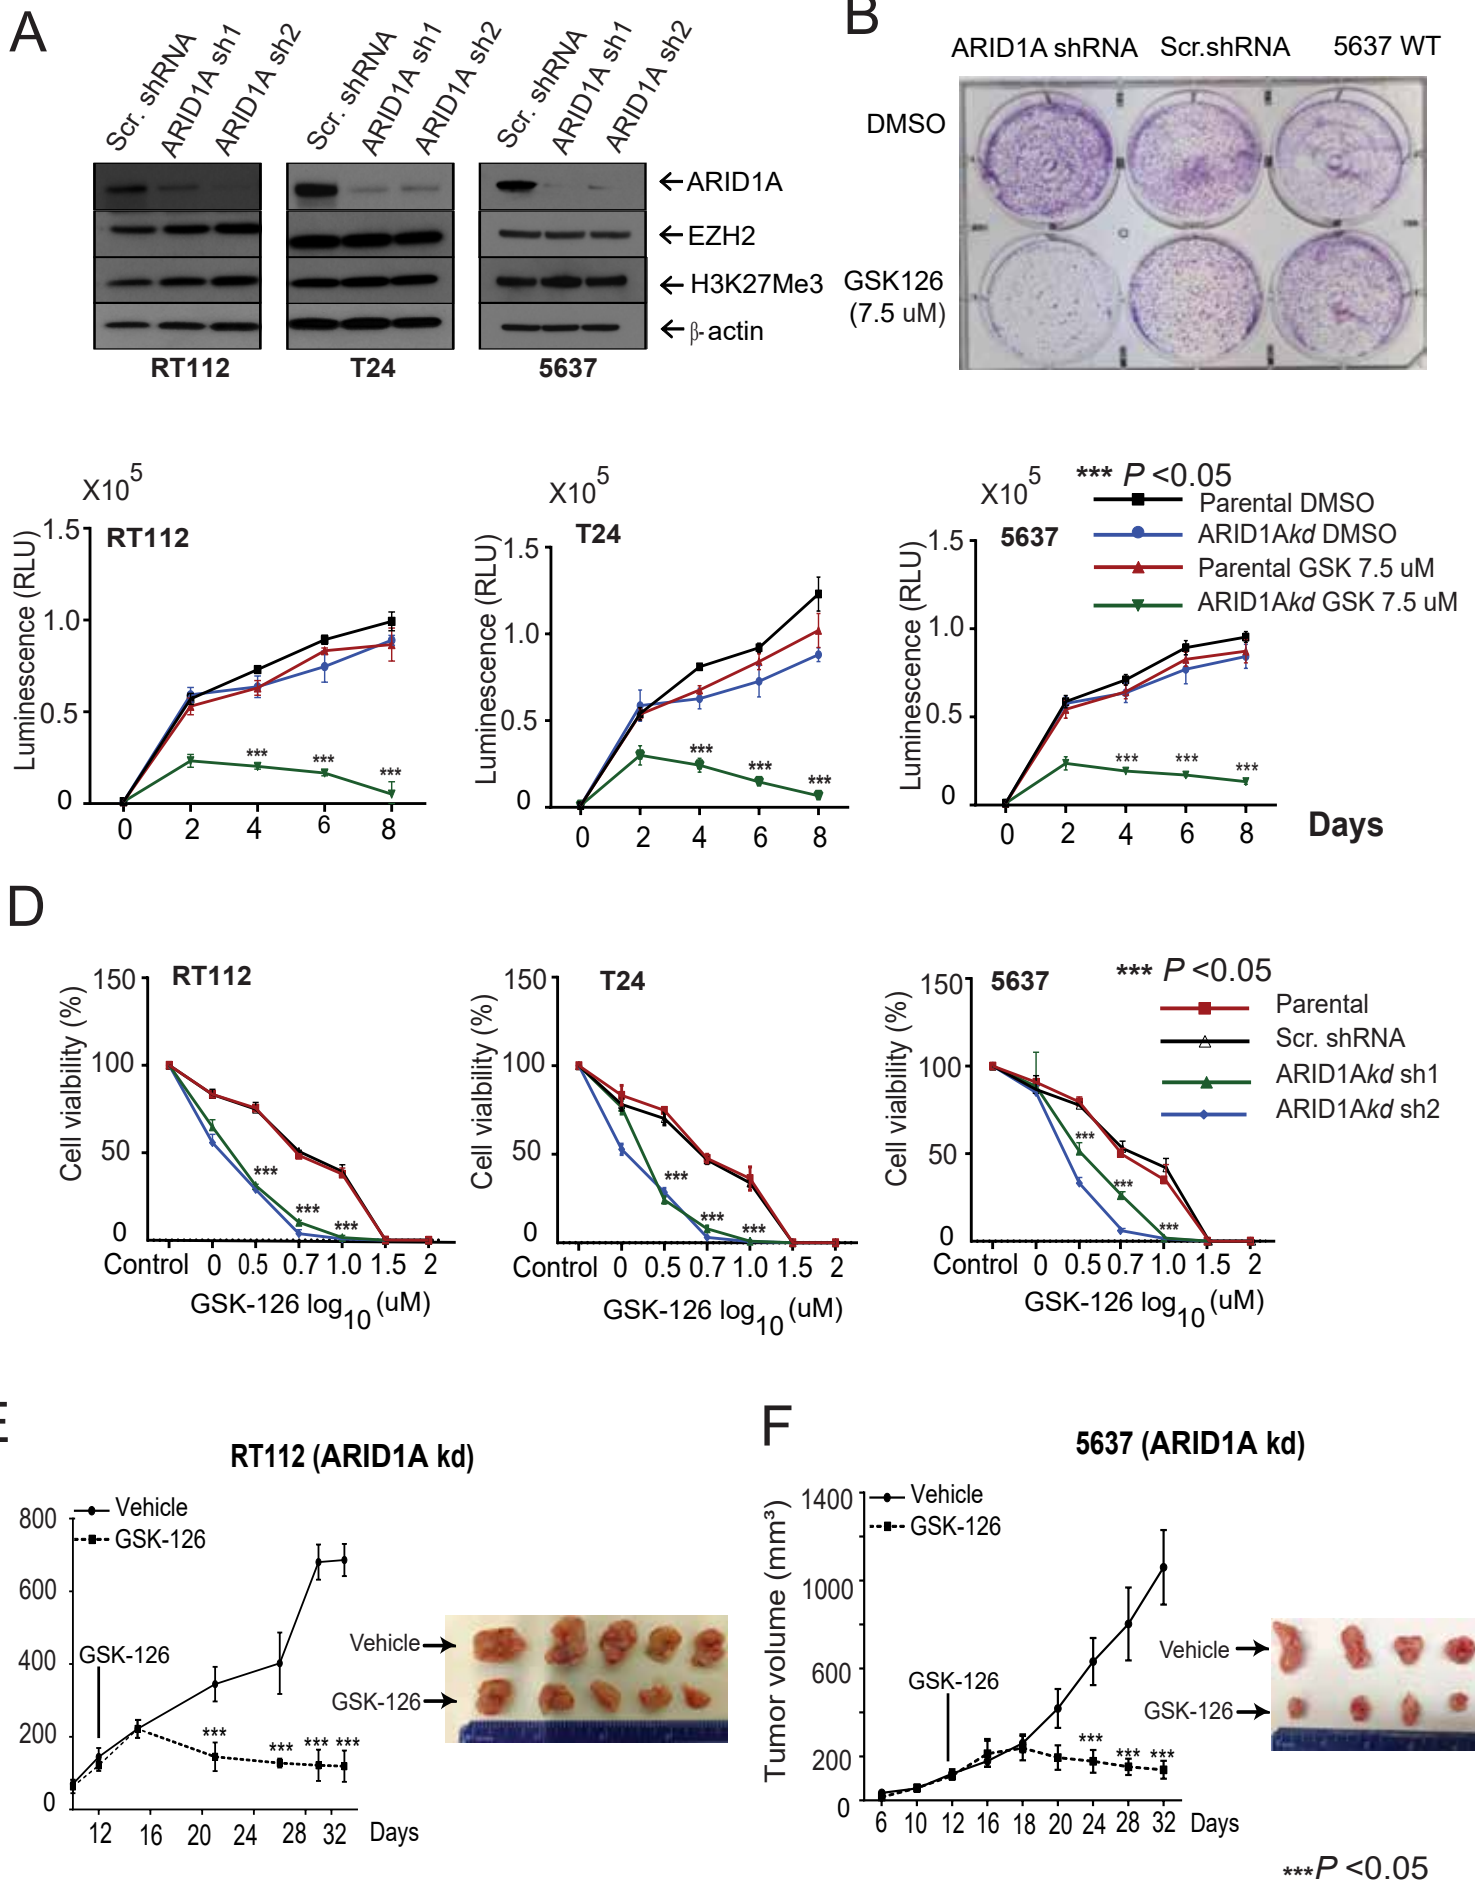 A
Scr. shRNA
ARID1A sh1
ARID1A sh2
Scr. shRNA
ARID1A sh1
ARID1A sh2
Scr. shRNA
ARID1A sh1
ARID1A sh2
ARID1A
EZH2
H3K27Me3
β-actin
RT112
T24
5637
B
ARID1A shRNA Scr.shRNA 5637 WT
DMSO
GSK126
(7.5 uM)
X10^5
RT112
Luminescence (RLU)
1.5
1.0
0.5
0
0 2 4 6 8
*** *** ***
X10^5
T24
Luminescence (RLU)
1.5
1.0
0.5
0
0 2 4 6 8
*** *** ***
X10^5
5637
Luminescence (RLU)
1.5
1.0
0.5
0
0 2 4 6 8
*** *** ***
Days
*** P <0.05
Parental DMSO
ARID1Akd DMSO
Parental GSK 7.5 uM
ARID1Akd GSK 7.5 uM
D
RT112
Cell vialbility (%)
150
100
50
0
*** *** ***
Control 0 0.5 0.7 1.0 1.5 2
GSK-126 log10 (uM)
T24
Cell vialbility (%)
150
100
50
0
*** *** ***
Control 0 0.5 0.7 1.0 1.5 2
GSK-126 log10 (uM)
5637
Cell vialbility (%)
150
100
50
0
*** *** ***
Control 0 0.5 0.7 1.0 1.5 2
GSK-126 log10 (uM)
*** P <0.05
Parental
Scr. shRNA
ARID1Akd sh1
ARID1Akd sh2
E
RT112 (ARID1A kd)
Vehicle
GSK-126
800
600
400
200
0
GSK-126
*** *** *** ***
12 16 20 24 28 32 Days
Vehicle
GSK-126
F
5637 (ARID1A kd)
Vehicle
GSK-126
Tumor volume (mm³)
1400
1000
600
200
0
GSK-126
*** *** ***
6 10 12 16 18 20 24 28 32 Days
Vehicle
GSK-126
***P <0.05